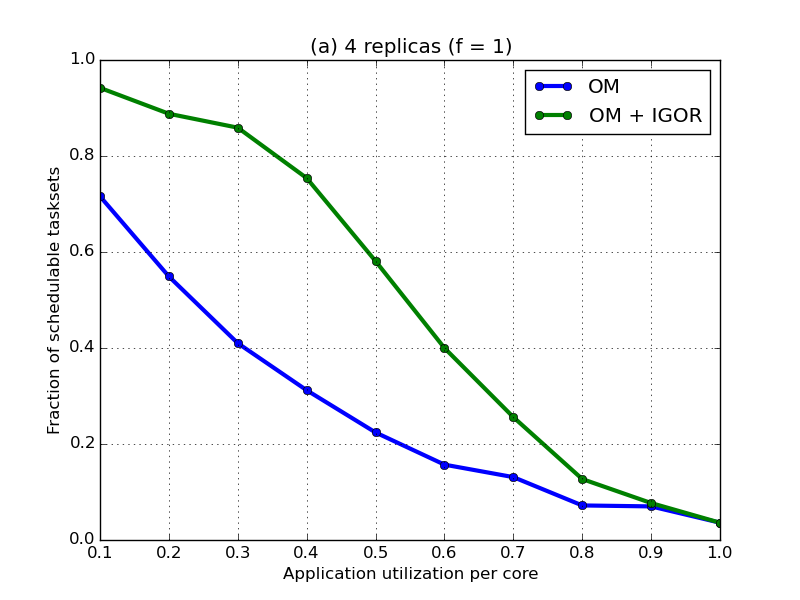 (a) 4 replicas (f = 1)
OM
OM + IGOR
Fraction of schedulable tasksets
1.0
0.8
0.6
0.4
0.2
0.0
0.1 0.2 0.3 0.4 0.5 0.6 0.7 0.8 0.9 1.0
Application utilization per core